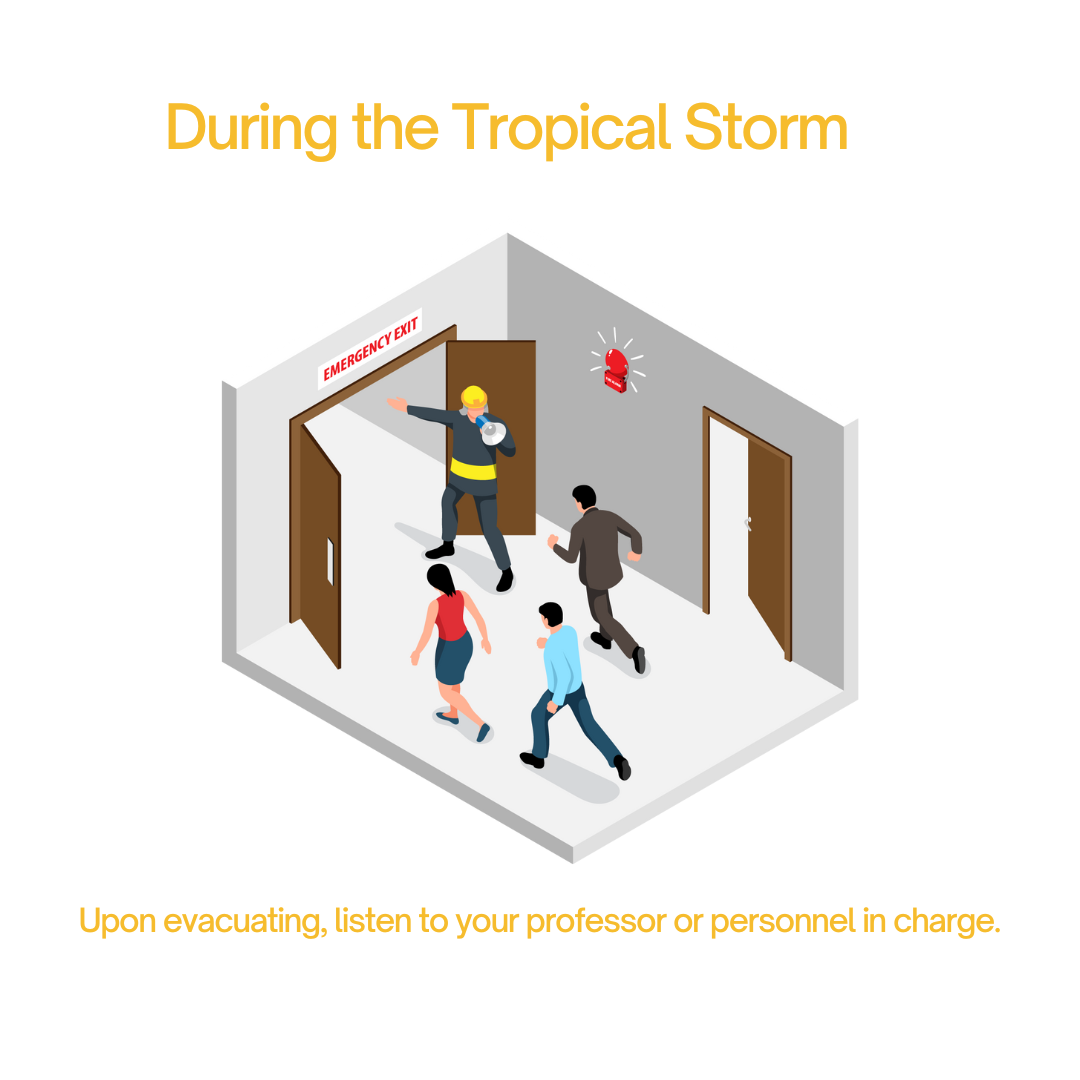 During the Tropical Storm
EMERGENCY EXIT
Upon evacuating, listen to your professor or personnel in charge.